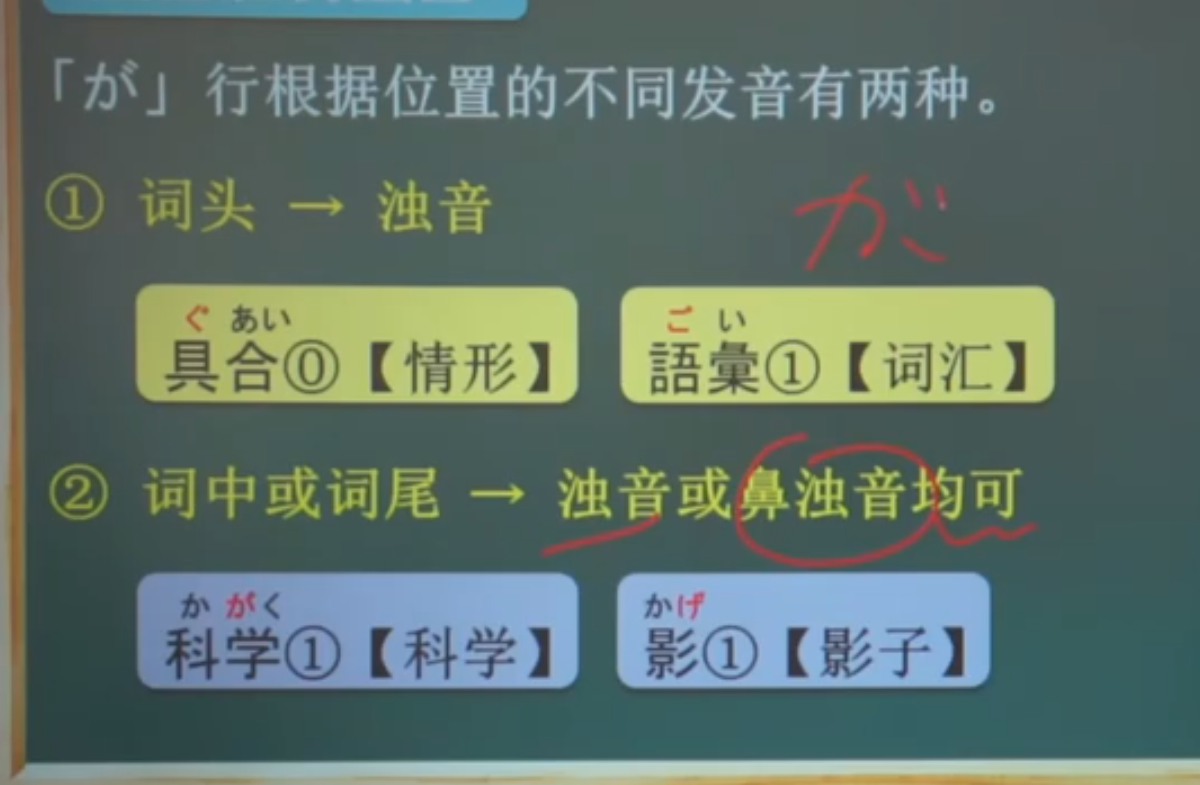 「が」行根据位置的不同发音有两种。
① 词头 → 浊音
が
ぐ あい
具合⓪【情形】
ご い
語彙①【词汇】
② 词中或词尾 → 浊音或鼻浊音均可
か がく
科学①【科学】
かげ
影①【影子】